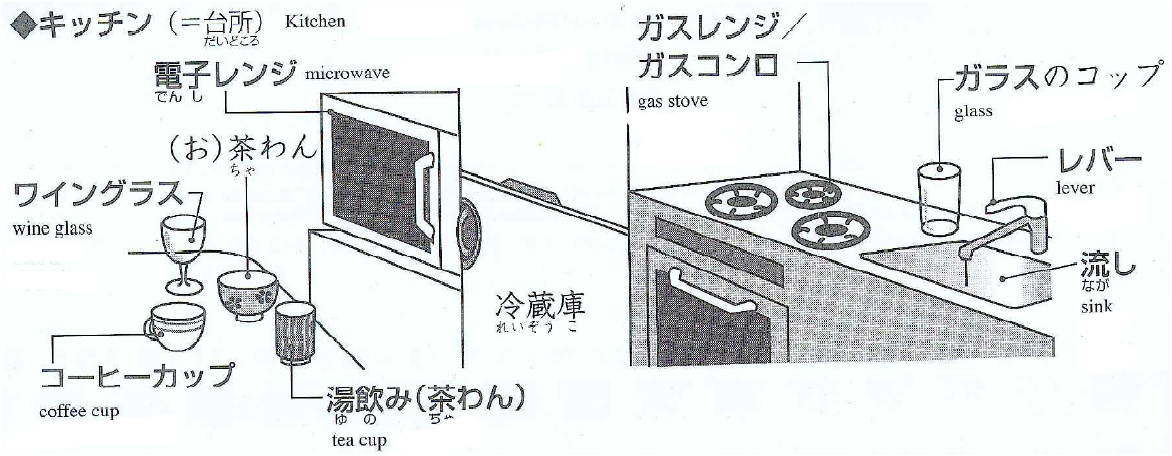 ◆キッチン(=台所) Kitchen
だいどころ
電子レンジ microwave
でんし
(お)茶わん
ちゃ
ワイングラス
wine glass
コーヒーカップ
coffee cup
湯飲み(茶わん)
ゆ の ちゃ
tea cup
冷蔵庫
れいぞうこ
ガスレンジ/
ガスコンロ
gas stove
ガラスのコップ
glass
レバー
lever
流し
なが
sink